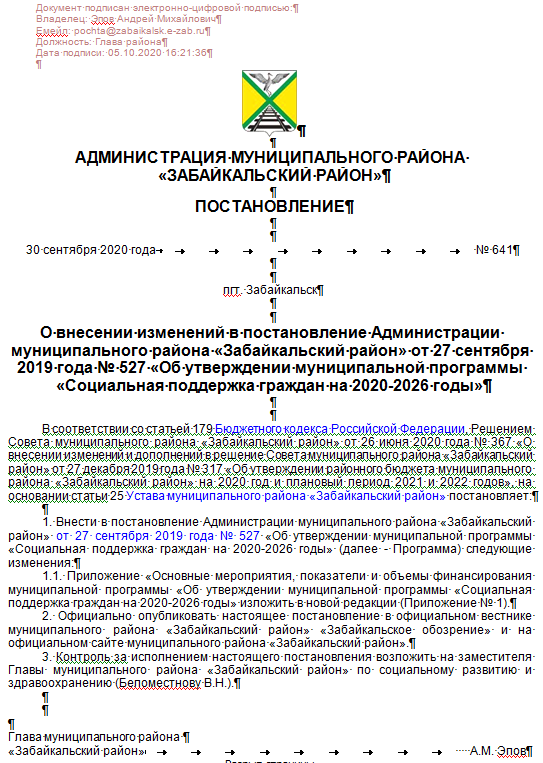 Документ подписан электронно-цифровой подписью:
Владелец: Эпов Андрей Михайлович
Емейл: pochta@zabaikalsk.e-zab.ru
Должность: Глава района
Дата подписи: 05.10.2020 16:21:36
АДМИНИСТРАЦИЯ МУНИЦИПАЛЬНОГО РАЙОНА
«ЗАБАЙКАЛЬСКИЙ РАЙОН»
ПОСТАНОВЛЕНИЕ
30 сентября 2020 года № 641
пгт. Забайкальск
О внесении изменений в постановление Администрации
муниципального района «Забайкальский район» от 27 сентября
2019 года № 527 «Об утверждении муниципальной программы
«Социальная поддержка граждан на 2020-2026 годы»
В соответствии со статьей 179 Бюджетного кодекса Российской Федерации, Решением
Совета муниципального района «Забайкальский район» от 26 июня 2020 года № 367 «О
внесении изменений и дополнений в решение Совета муниципального района «Забайкальский
район» от 27 декабря 2019 года № 317 «Об утверждении районного бюджета муниципального
района «Забайкальский район» на 2020 год и плановый период 2021 и 2022 годов», на
основании статьи 25 Устава муниципального района «Забайкальский район» постановляет:
1. Внести в постановление Администрации муниципального района «Забайкальский
район» от 27 сентября 2019 года № 527 «Об утверждении муниципальной программы
«Социальная поддержка граждан на 2020-2026 годы» (далее - Программа) следующие
изменения:
1.1. Приложение «Основные мероприятия, показатели и объемы финансирования
муниципальной программы «Об утверждении муниципальной программы «Социальная
поддержка граждан на 2020-2026 годы» изложить в новой редакции (Приложение № 1).
2. Официально опубликовать настоящее постановление в официальном вестнике
муниципального района «Забайкальский район» «Забайкальское обозрение» и на
официальном сайте муниципального района «Забайкальский район».
3. Контроль за исполнением настоящего постановления возложить на заместителя
Главы муниципального района «Забайкальский район» по социальному развитию и
здравоохранению (Беломестнову В.Н.).
Глава муниципального района
«Забайкальский район» А.М. Эпов